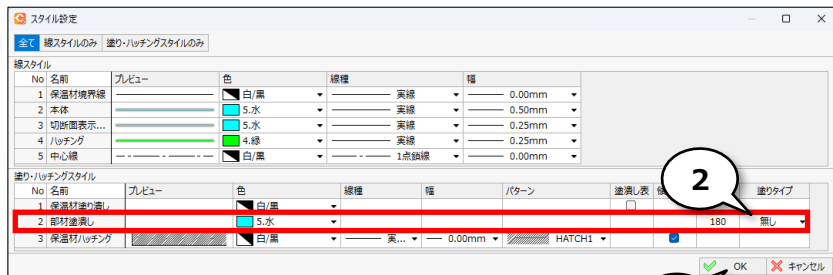 スタイル設定
全て 線スタイルのみ 塗り・ハッチングスタイルのみ
線スタイル
No 名前 プレビュー 色 線種 幅
1 保温材境界線 白/黒 実線 0.00mm
2 本体 5.水 実線 0.50mm
3 切断面表示... 5.水 実線 0.25mm
4 ハッチング 4.緑 実線 0.25mm
5 中心線 白/黒 1点鎖線 0.00mm
塗り・ハッチングスタイル
No 名前 プレビュー 色 線種 幅 パターン 塗潰し表 塗りタイプ
1 保温材塗り潰し 白/黒
2 部材塗潰し 5.水 180 無し
3 保温材ハッチング 白/黒 実... 0.00mm HATCH1
2
OK キャンセル